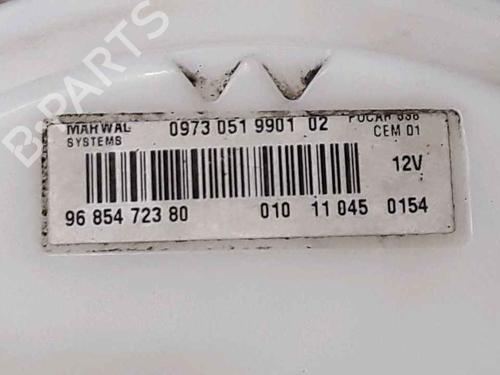 B-PARTS
MARWAL 0973 051 9901 02
SYSTEMS CEM 01
12V
96 854 723 80 010 11 045 0154